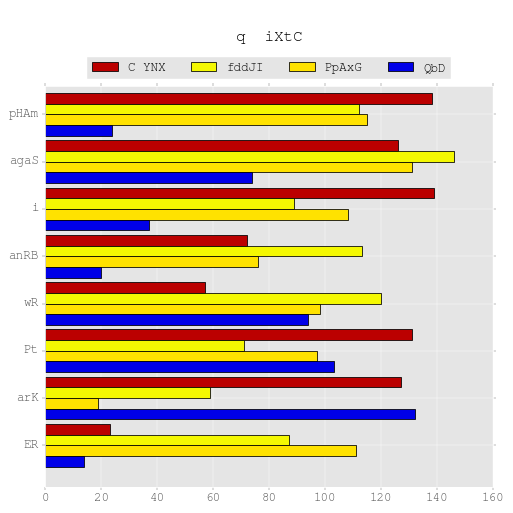 q  iXtC
C YNX fddJI PpAxG QbD
pHAm
agaS
i
anRB
wR
Pt
arK
ER
0 20 40 60 80 100 120 140 160